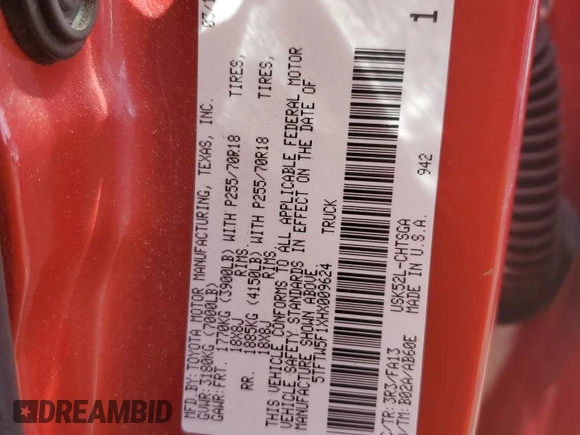 MFD.BY:TOYOTA MOTOR MANUFACTURING, TEXAS, INC. 03/
GVWR: 3180KG (7000LB)
GAWR: FRT. 1770KG (3900LB) WITH P255/70R18 TIRES,
18X8J RIMS
RR. 1885KG (4150LB) WITH P255/70R18 TIRES,
18X8J RIMS
THIS VEHICLE CONFORMS TO ALL APPLICABLE FEDERAL MOTOR
VEHICLE SAFETY STANDARDS IN EFFECT ON THE DATE OF
MANUFACTURE SHOWN ABOVE.
5TFTW5F1XHX009624 TRUCK
1
C/TR: 3R3/FA13 USK52L-CHTSGA 942
/TM: B02A/AB60E MADE IN U.S.A.
DREAMBID